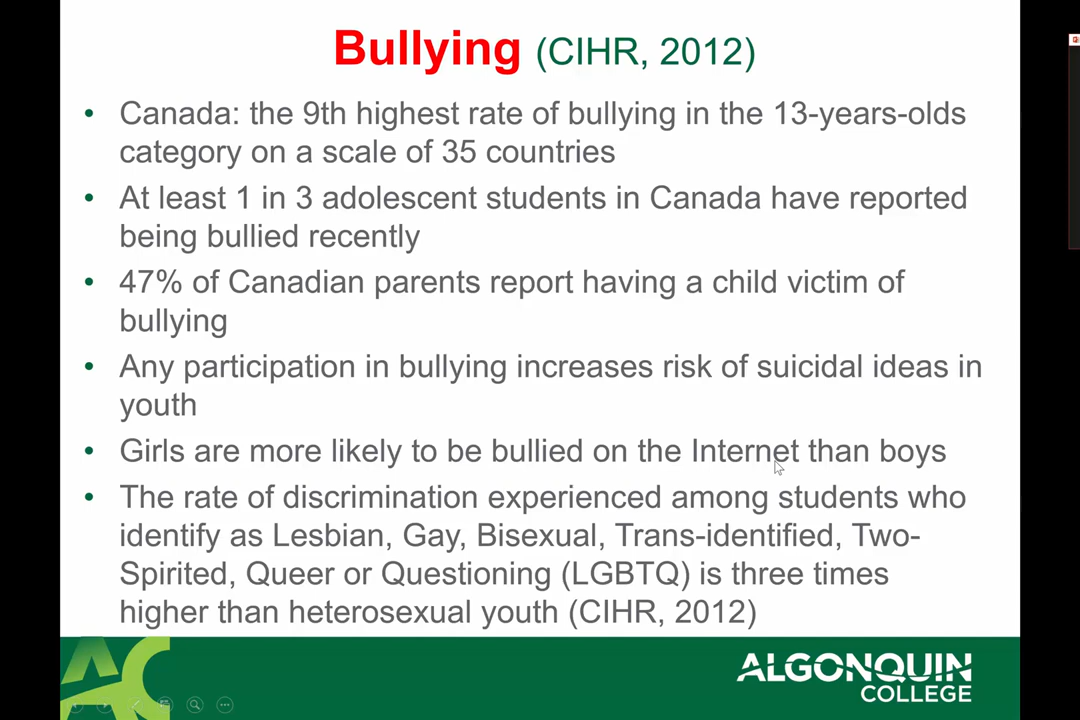 Bullying (CIHR, 2012)
• Canada: the 9th highest rate of bullying in the 13-years-olds
category on a scale of 35 countries
• At least 1 in 3 adolescent students in Canada have reported
being bullied recently
• 47% of Canadian parents report having a child victim of
bullying
• Any participation in bullying increases risk of suicidal ideas in
youth
• Girls are more likely to be bullied on the Internet than boys
• The rate of discrimination experienced among students who
identify as Lesbian, Gay, Bisexual, Trans-identified, Two-
Spirited, Queer or Questioning (LGBTQ) is three times
higher than heterosexual youth (CIHR, 2012)
AC
ALGONQUIN
COLLEGE